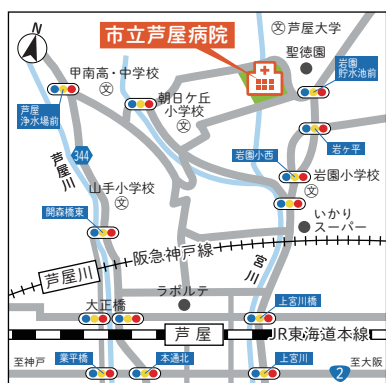 N
市立芦屋病院
文 芦屋大学
聖徳園
甲南高・中学校
文
朝日ケ丘
小学校
文
岩園
貯水池前
芦屋
浄水場前
岩ヶ平
344
芦屋川
岩園小西
岩園小学校
文
山手小学校
文
開森橋東
いかり
スーパー
阪急神戸線
宮川
芦屋川
ラポルテ
大正橋
上宮川橋
芦屋
JR東海道本線
至神戸
業平橋
本通北
上宮川
至大阪
2